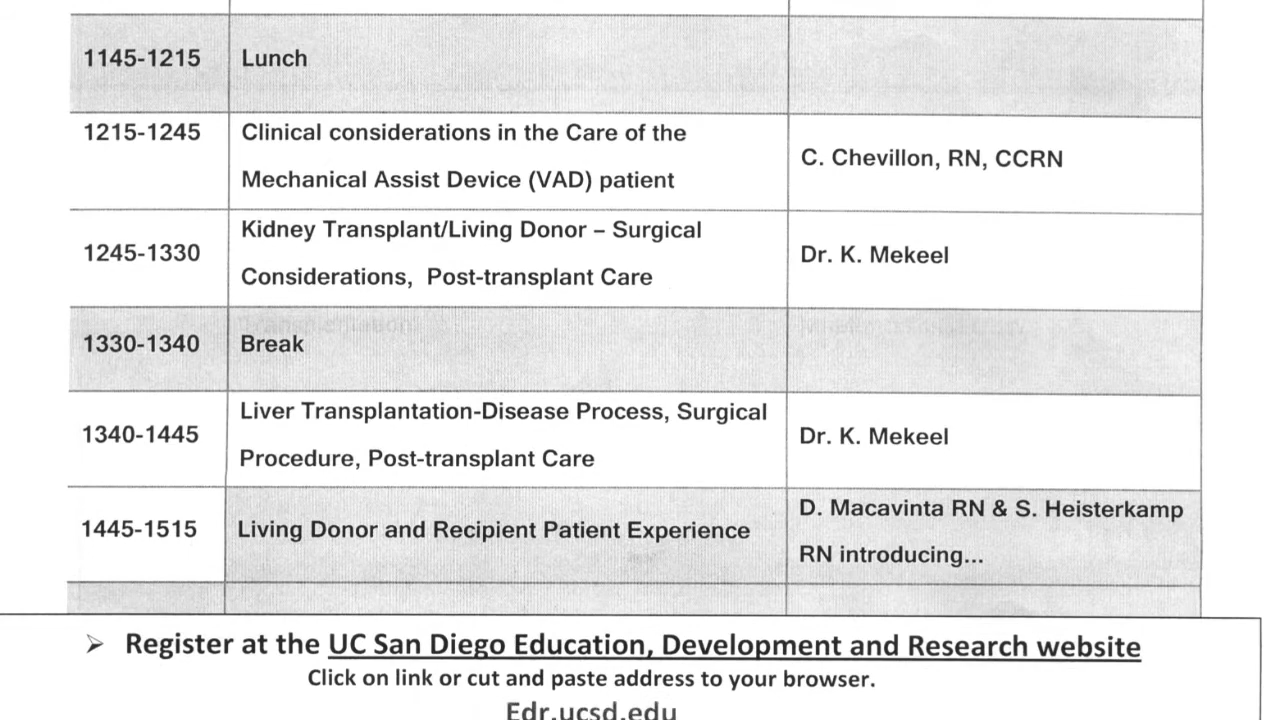 1145-1215 Lunch
1215-1245 Clinical considerations in the Care of the
Mechanical Assist Device (VAD) patient
C. Chevillon, RN, CCRN
1245-1330 Kidney Transplant/Living Donor – Surgical
Considerations, Post-transplant Care
Dr. K. Mekeel
1330-1340 Break
1340-1445 Liver Transplantation-Disease Process, Surgical
Procedure, Post-transplant Care
Dr. K. Mekeel
1445-1515 Living Donor and Recipient Patient Experience
D. Macavinta RN & S. Heisterkamp
RN introducing...
➢ Register at the UC San Diego Education, Development and Research website
Click on link or cut and paste address to your browser.
Edr.ucsd.edu